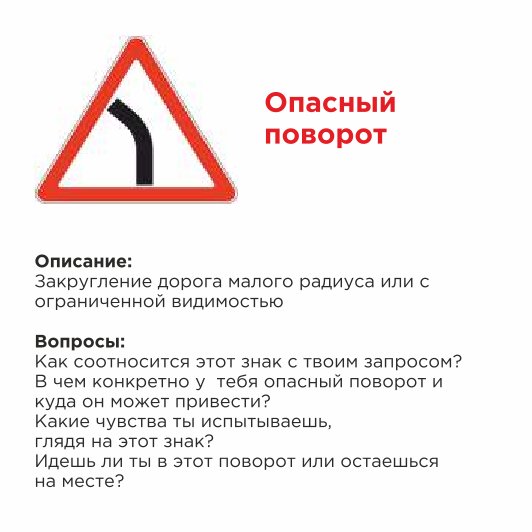 Опасный
поворот
Описание:
Закругление дорога малого радиуса или с
ограниченной видимостью
Вопросы:
Как соотносится этот знак с твоим запросом?
В чем конкретно у  тебя опасный поворот и
куда он может привести?
Какие чувства ты испытываешь,
глядя на этот знак?
Идешь ли ты в этот поворот или остаешься
на месте?